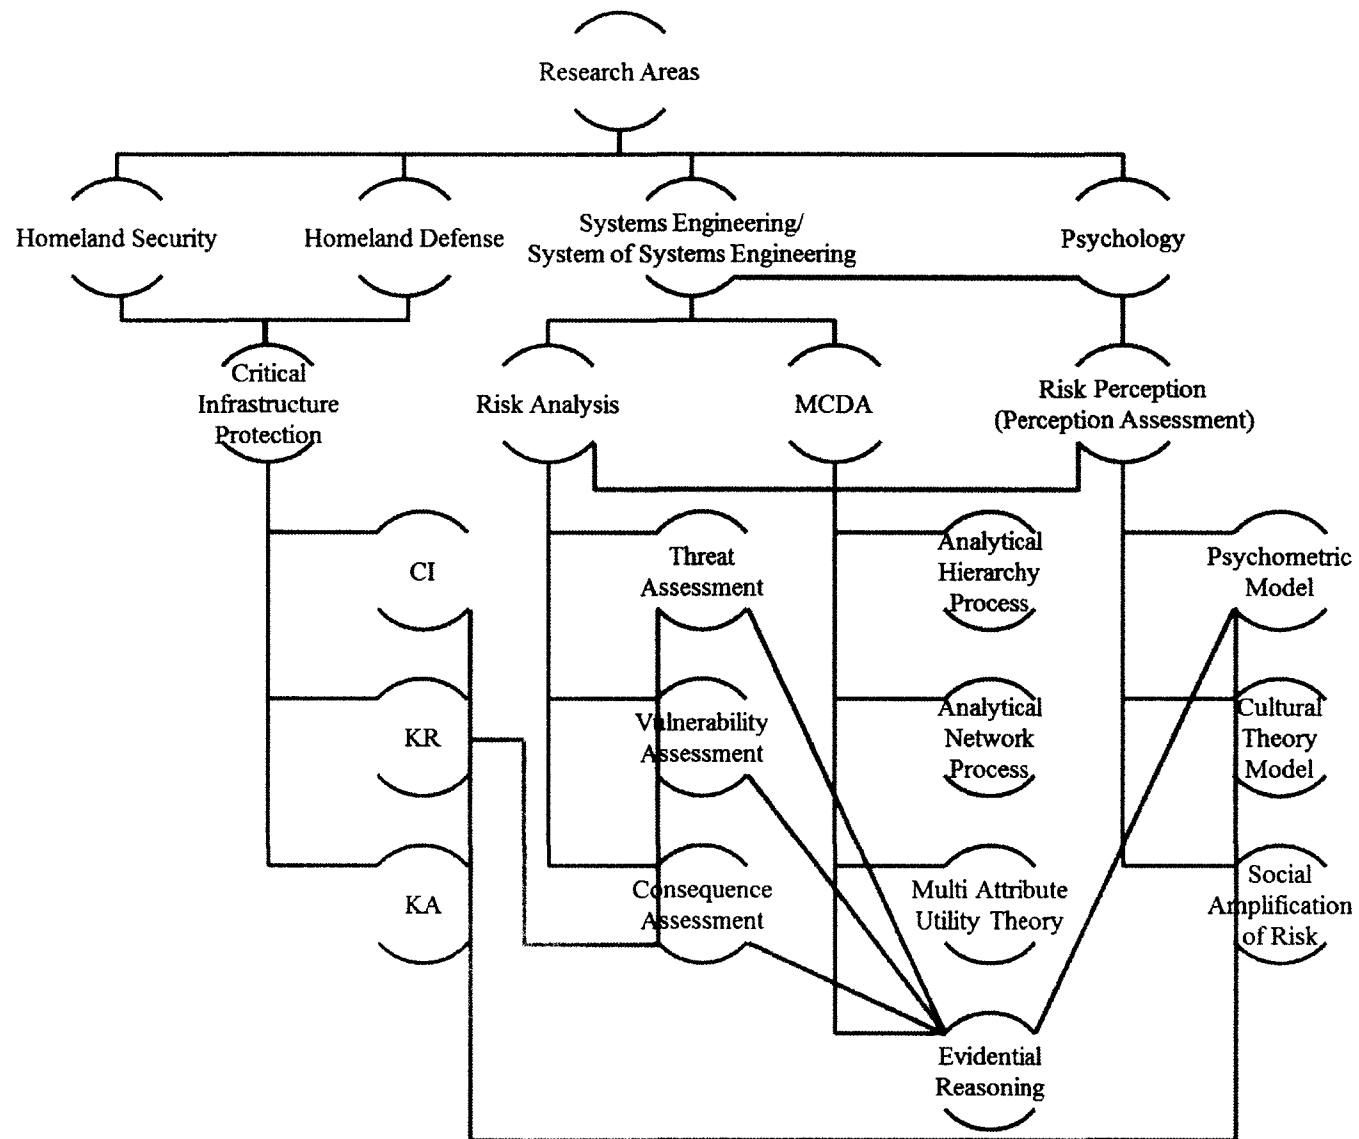 Research Areas
Homeland Security
Homeland Defense
Systems Engineering/
System of Systems Engineering
Psychology
Critical
Infrastructure
Protection
Risk Analysis
MCDA
Risk Perception
(Perception Assessment)
CI
Threat
Assessment
Analytical
Hierarchy
Process
Psychometric
Model
KR
Vulnerability
Assessment
Analytical
Network
Process
Cultural
Theory
Model
KA
Consequence
Assessment
Multi Attribute
Utility Theory
Social
Amplification
of Risk
Evidential
Reasoning